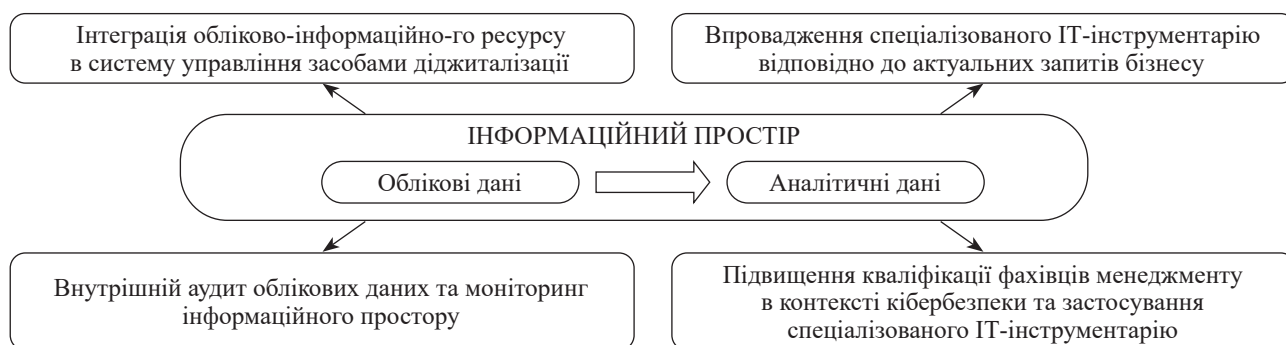 Інтеграція обліково-інформаційно-го ресурсу
в систему управління засобами діджиталізації
Впровадження спеціалізованого ІТ-інструментарію
відповідно до актуальних запитів бізнесу
ІНФОРМАЦІЙНИЙ ПРОСТІР
Облікові дані
Аналітичні дані
Внутрішній аудит облікових даних та моніторинг
інформаційного простору
Підвищення кваліфікації фахівців менеджменту
в контексті кібербезпеки та застосування
спеціалізованого ІТ-інструментарію